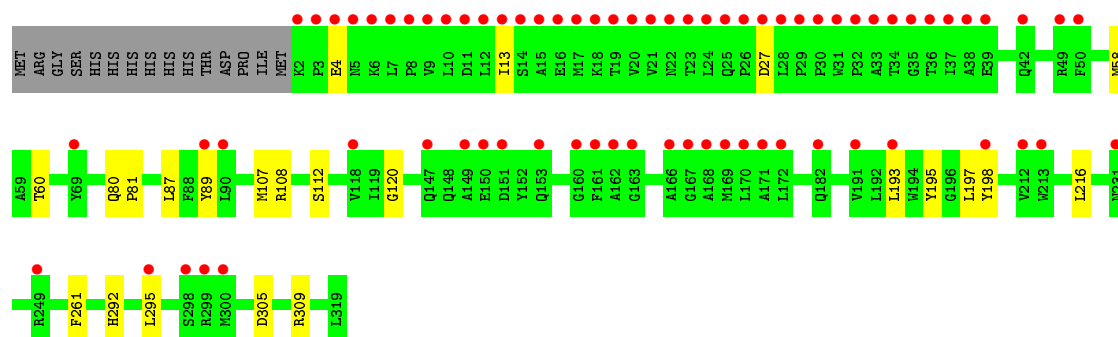 MET ARG GLY SER HIS HIS HIS HIS HIS HIS THR ASP PRO ILE MET K2 P3 E4 N5 K6 L7 P8 V9 L10 D11 L12 I13 S14 A15 E16 M17 K18 T19 V20 V21 N22 T23 L24 Q25 P26 D27 L28 P29 P30 W31 P32 A33 T34 G35 T36 I37 A38 E39 Q42 R49 F50 M58
A59 T60 Y69 Q80 P81 L87 F88 Y89 L90 M107 R108 S112 V118 I119 G120 Q147 Q148 A149 E150 D151 Y152 Q153 G160 F161 A162 G163 A166 G167 A168 M169 L170 A171 L172 Q182 V191 L192 L193 W194 Y195 G196 L197 Y198 V212 W213 L216 N231
R249 F261 H292 L295 S298 R299 M300 D305 R309 L319